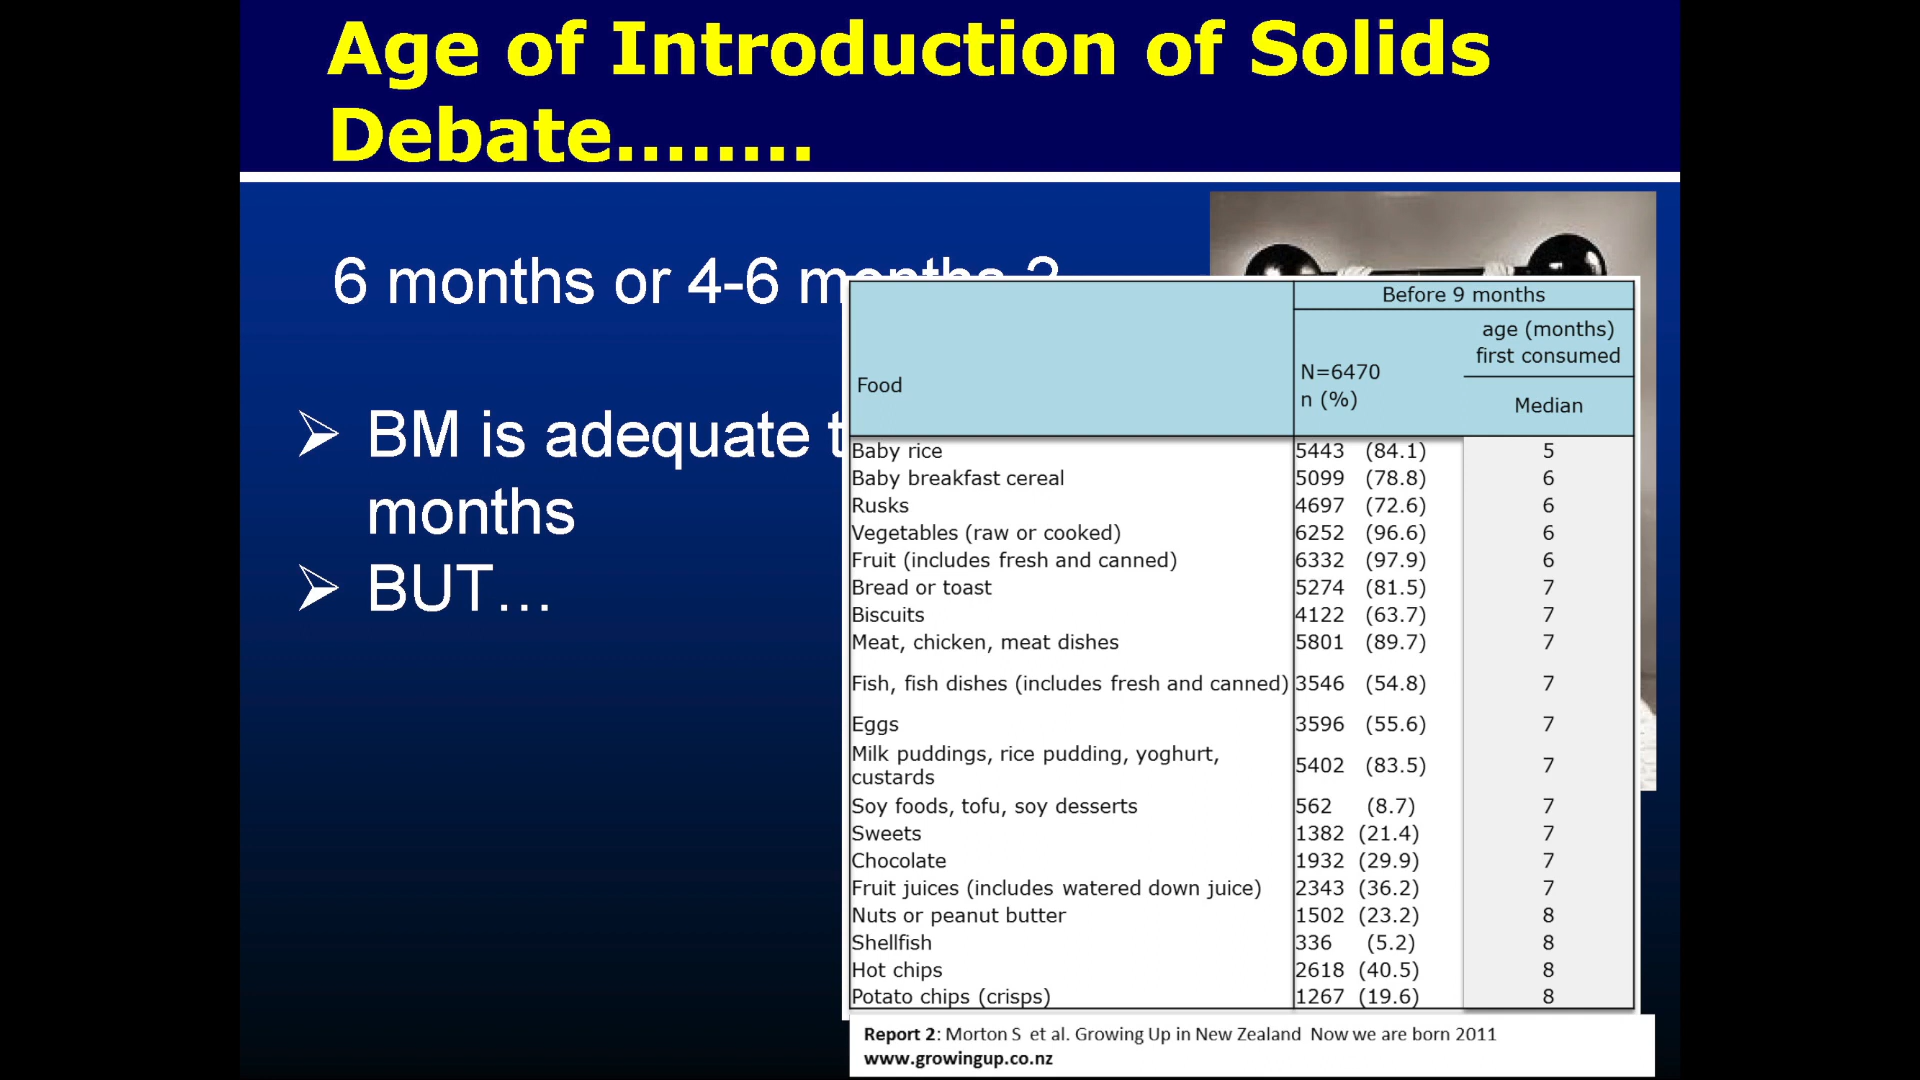 Age of Introduction of Solids
Debate........
6 months or 4-6 months ?
BM is adequate
months
BUT...
Food
Before 9 months
N=6470
n (%)
age (months)
first consumed
Median
Baby rice 5443 (84.1) 5
Baby breakfast cereal 5099 (78.8) 6
Rusks 4697 (72.6) 6
Vegetables (raw or cooked) 6252 (96.6) 6
Fruit (includes fresh and canned) 6332 (97.9) 6
Bread or toast 5274 (81.5) 7
Biscuits 4122 (63.7) 7
Meat, chicken, meat dishes 5801 (89.7) 7
Fish, fish dishes (includes fresh and canned) 3546 (54.8) 7
Eggs 3596 (55.6) 7
Milk puddings, rice pudding, yoghurt,
custards 5402 (83.5) 7
Soy foods, tofu, soy desserts 562 (8.7) 7
Sweets 1382 (21.4) 7
Chocolate 1932 (29.9) 7
Fruit juices (includes watered down juice) 2343 (36.2) 7
Nuts or peanut butter 1502 (23.2) 8
Shellfish 336 (5.2) 8
Hot chips 2618 (40.5) 8
Potato chips (crisps) 1267 (19.6) 8
Report 2: Morton S et al. Growing Up in New Zealand Now we are born 2011
www.growingup.co.nz